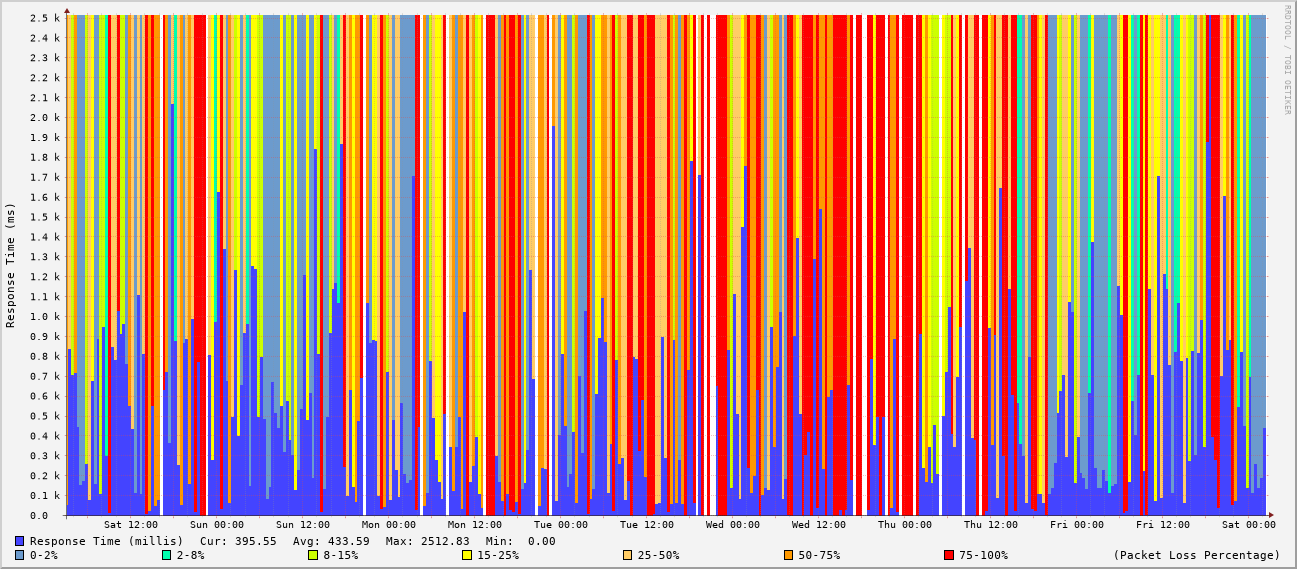 RRDTOOL / TOBI OETIKER
Response Time (ms)
2.5 k
2.4 k
2.3 k
2.2 k
2.1 k
2.0 k
1.9 k
1.8 k
1.7 k
1.6 k
1.5 k
1.4 k
1.3 k
1.2 k
1.1 k
1.0 k
0.9 k
0.8 k
0.7 k
0.6 k
0.5 k
0.4 k
0.3 k
0.2 k
0.1 k
0.0
Sat 12:00 Sun 00:00 Sun 12:00 Mon 00:00 Mon 12:00 Tue 00:00 Tue 12:00 Wed 00:00 Wed 12:00 Thu 00:00 Thu 12:00 Fri 00:00 Fri 12:00 Sat 00:00
Response Time (millis) Cur: 395.55 Avg: 433.59 Max: 2512.83 Min: 0.00
0-2% 2-8% 8-15% 15-25% 25-50% 50-75% 75-100% (Packet Loss Percentage)